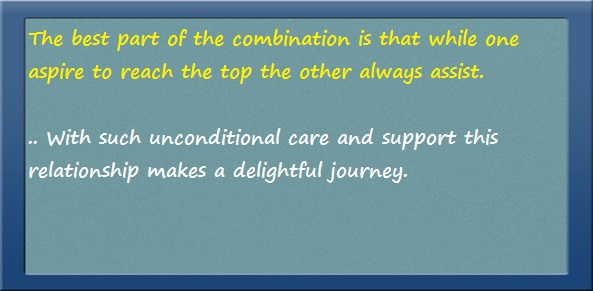 The best part of the combination is that while one
aspire to reach the top the other always assist.
.. With such unconditional care and support this
relationship makes a delightful journey.